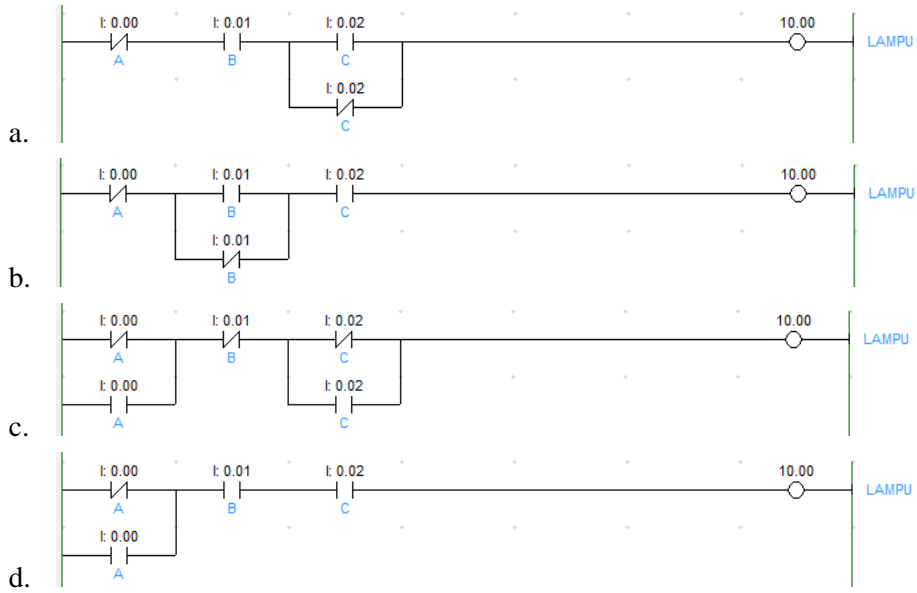 I: 0.00 I: 0.01 I: 0.02 10.00
LAMPU
A B C
I: 0.02
C
a.
I: 0.00 I: 0.01 I: 0.02 10.00
LAMPU
A B C
I: 0.01
B
b.
I: 0.00 I: 0.01 I: 0.02 10.00
LAMPU
A B C
I: 0.00 I: 0.02
A C
c.
I: 0.00 I: 0.01 I: 0.02 10.00
LAMPU
A B C
I: 0.00
A
d.